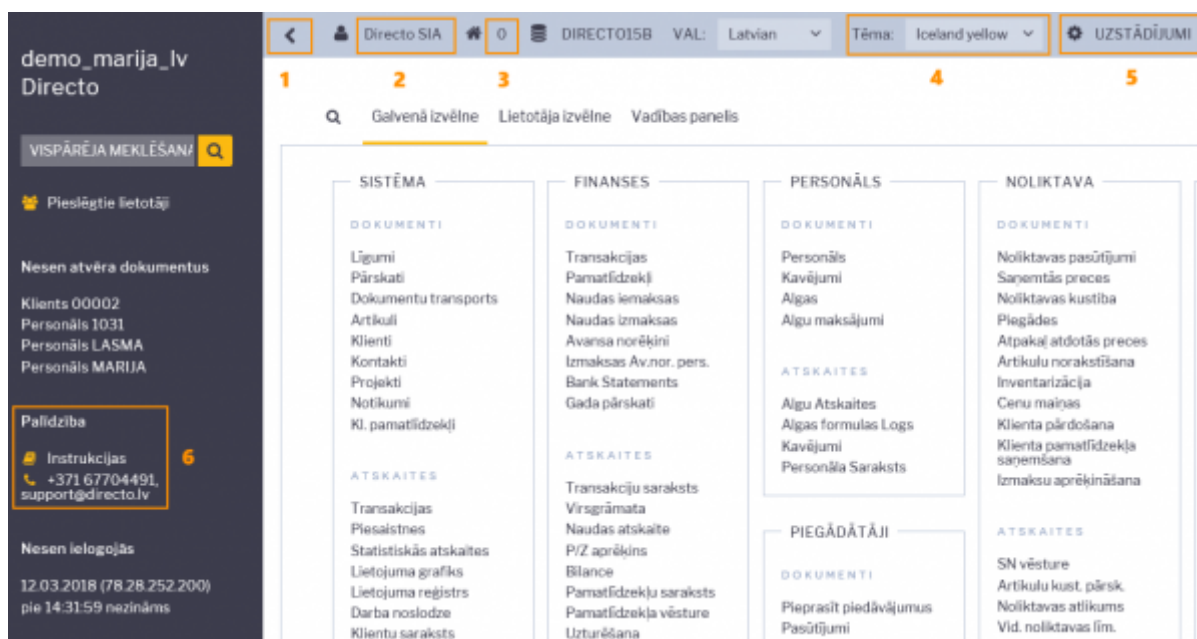 demo_marija_lv
Directo
VISPĀRĒJA MEKLĒŠANA
Pieslēgtie lietotāji
Nesen atvēra dokumentus
Klients 00002
Personāls 1031
Personāls LASMA
Personāls MARIJA
Palīdzība
Instrukcijas
6
+371 67704491,
support@directo.lv
Nesen ielogojās
12.03.2018 (78.28.252.200)
pie 14:31:59 nezināms
Directo SIA
0
DIRECTO15B
VAL: Latvian
Tēma: Iceland yellow
UZSTĀDĪJUMI
1 2 3 4 5
Galvenā izvēlne Lietotāja izvēlne Vadības panelis
SISTĒMA
DOKUMENTI
Līgumi
Pārskati
Dokumentu transports
Artikuli
Klienti
Kontakti
Projekti
Notikumi
Kl. pamatlīdzekļi
ATSKAITES
Transakcijas
Piesaistnes
Statistiskās atskaites
Lietojuma grafiks
Lietojuma reģistrs
Darba noslodze
Klientu saraksts
FINANSES
DOKUMENTI
Transakcijas
Pamatlīdzekļi
Naudas iemaksas
Naudas izmaksas
Avansa norēķini
Izmaksas Av.nor. pers.
Bank Statements
Gada pārskati
ATSKAITES
Transakciju saraksts
Virsgrāmata
Naudas atskaite
P/Z aprēķins
Bilance
Pamatlīdzekļu saraksts
Pamatlīdzekļa vēsture
Uzturēšana
PERSONĀLS
DOKUMENTI
Personāls
Kavējumi
Algas
Algu maksājumi
ATSKAITES
Algu Atskaites
Algas formulas Logs
Kavējumi
Personāla Saraksts
PIEGĀDĀTĀJI
DOKUMENTI
Pieprasīt piedāvājumus
Pasūtījumi
NOLIKTAVA
DOKUMENTI
Noliktavas pasūtījumi
Saņemtās preces
Noliktavas kustība
Piegādes
Atpakaļ atdotās preces
Artikulu norakstīšana
Inventarizācija
Cenu maiņas
Klienta pārdošana
Klienta pamatlīdzekļa
saņemšana
Izmaksu aprēķināšana
ATSKAITES
SN vēsture
Artikulu kust. pārsk.
Noliktavas atlikums
Vid. noliktavas līm.